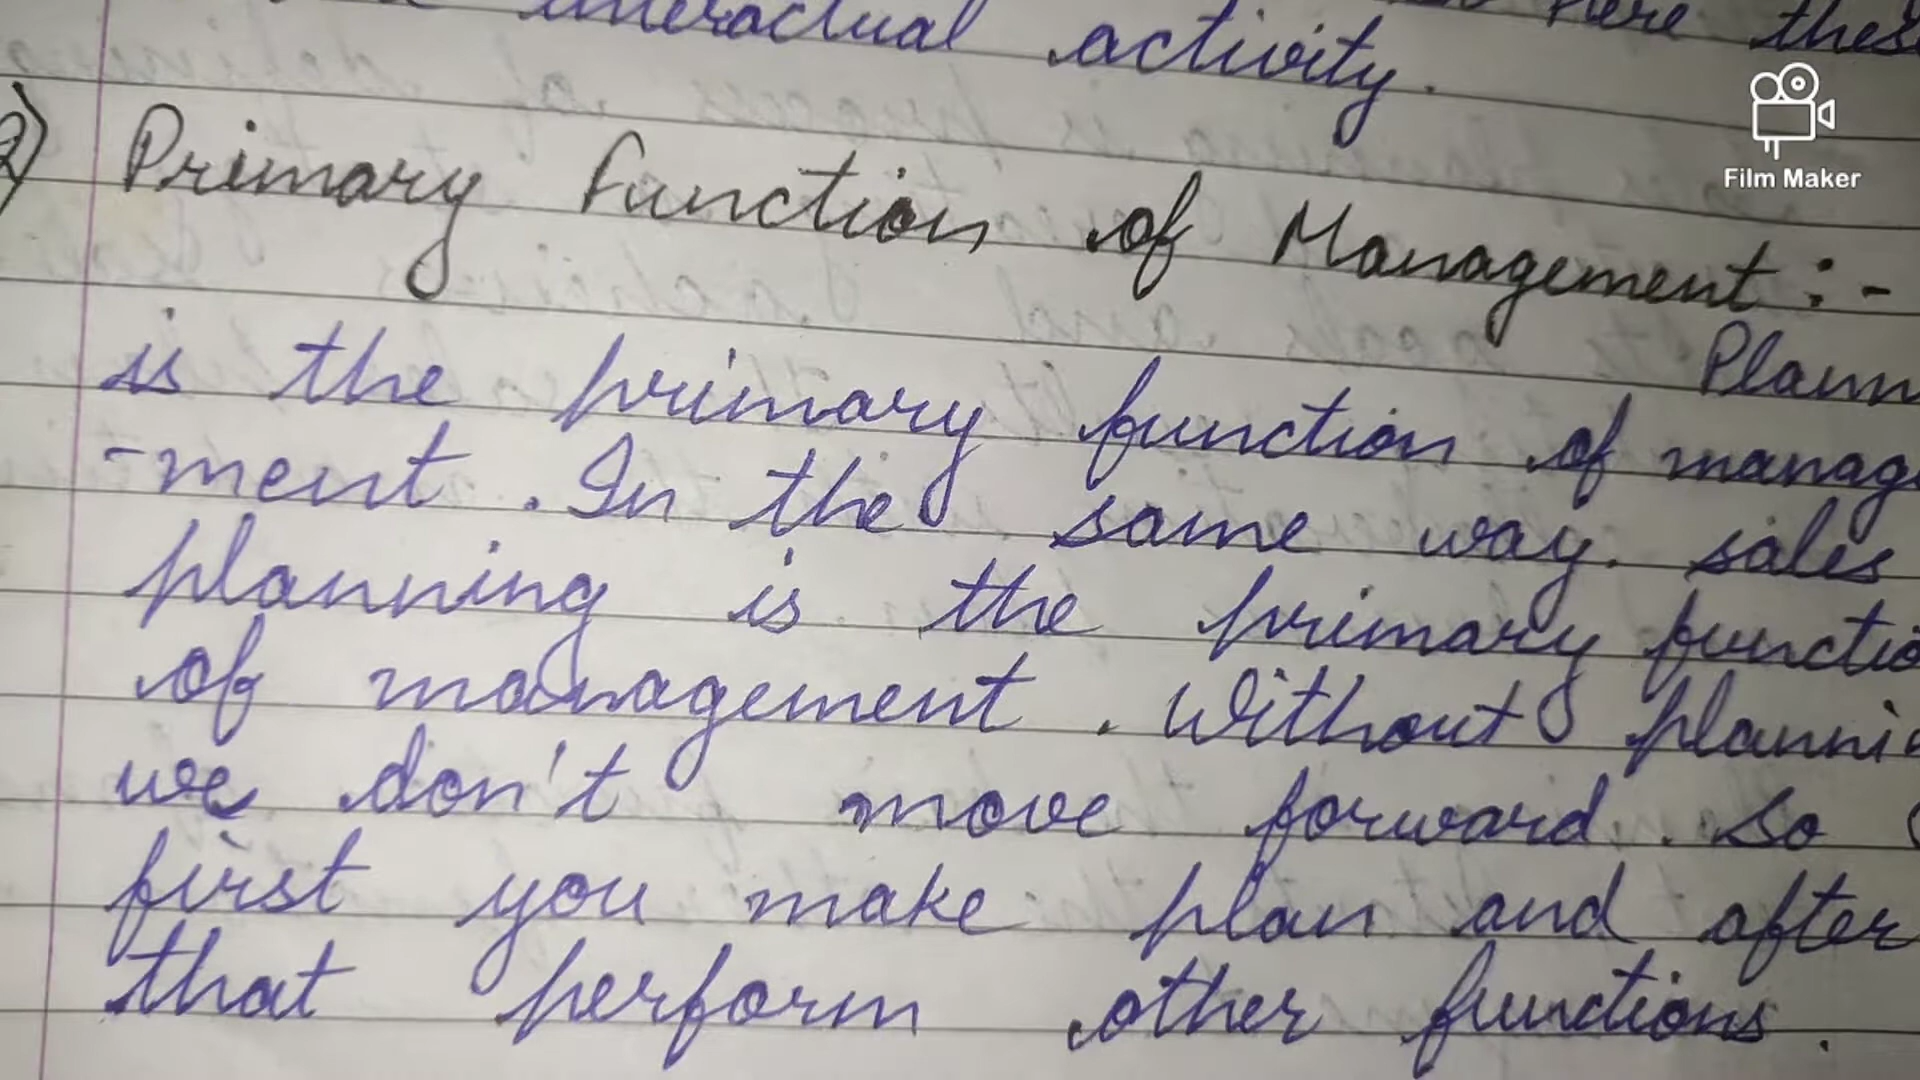 activity.
2) Primary Function of Management :-
Plann
is the primary function of manage
-ment. In the same way. sales
planning is the primary functio
of management. Without planni
we don't move forward. So
first you make plan and after
that perform other functions.
Film Maker